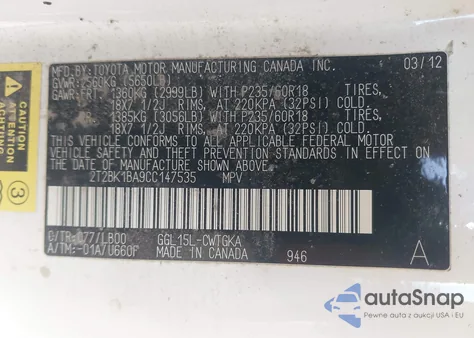 MFD. BY: TOYOTA MOTOR MANUFACTURING CANADA INC. 03/12
GVWR: 2560KG (5660LB)
GAWR: FRT. 1360KG (2999LB) WITH P235/60R18 TIRES,
18X7 1/2J RIMS, AT 220KPA (32PSI) COLD.
1385KG (3056LB) WITH P235/60R18 TIRES,
18X7 1/2J RIMS, AT 220KPA (32PSI) COLD.
THIS VEHICLE CONFORMS TO ALL APPLICABLE FEDERAL MOTOR
VEHICLE SAFETY AND THEFT PREVENTION STANDARDS IN EFFECT
ON THE DATE OF MANUFACTURE SHOWN ABOVE.
2T2BK1BA9CC147535 MPV
C/TR: 077/LB00 GGL15L-CWTGKA
A/TM:-01A/U660F MADE IN CANADA 946 A
ATTENTION
3
autoSnap
Pewne auta z USA i EU